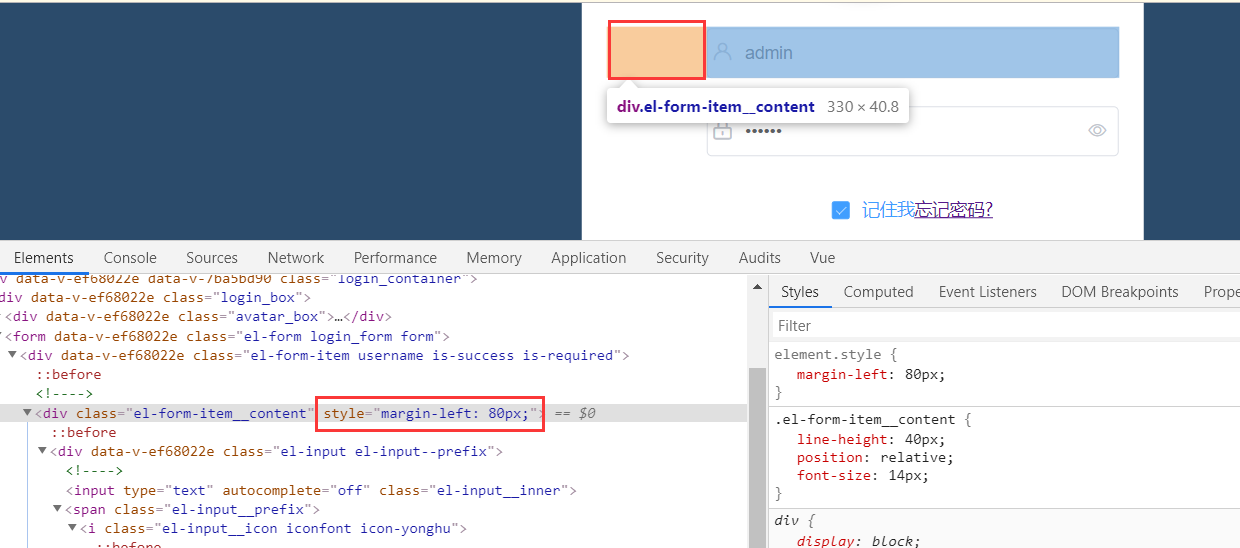 admin
div.el-form-item__content 330 × 40.8
••••••
记住我忘记密码?
Elements Console Sources Network Performance Memory Application Security Audits Vue
v data-v-ef68022e data-v-7ba5bd90 class="login_container">
div data-v-ef68022e class="login_box">
<div data-v-ef68022e class="avatar_box">…</div>
<form data-v-ef68022e class="el-form login_form form">
<div data-v-ef68022e class="el-form-item username is-success is-required">
::before
<!---->
<div class="el-form-item__content" style="margin-left: 80px;"> == $0
::before
<div data-v-ef68022e class="el-input el-input--prefix">
<!---->
<input type="text" autocomplete="off" class="el-input__inner">
<span class="el-input__prefix">
<i class="el-input__icon iconfont icon-yonghu">
::before
Styles Computed Event Listeners DOM Breakpoints Prope
Filter
element.style {
margin-left: 80px;
}
.el-form-item__content {
line-height: 40px;
position: relative;
font-size: 14px;
}
div {
display: block;